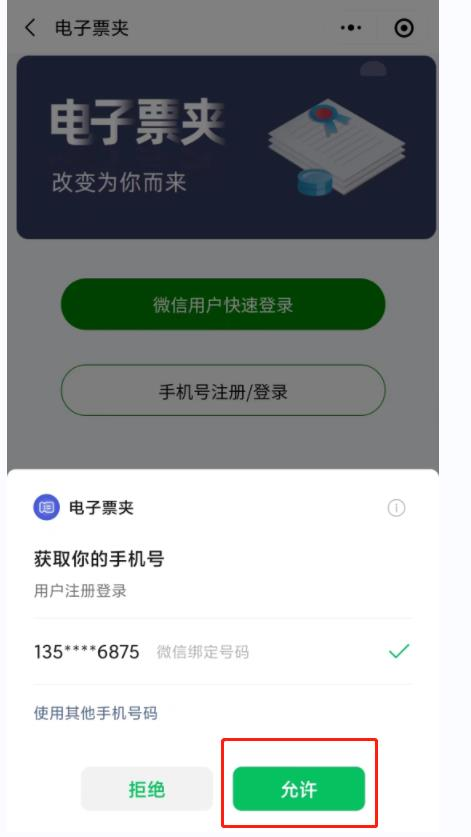 电子票夹
电子票夹
改变为你而来
微信用户快速登录
手机号注册/登录
电子票夹
获取你的手机号
用户注册登录
135****6875 微信绑定号码
使用其他手机号码
拒绝 允许